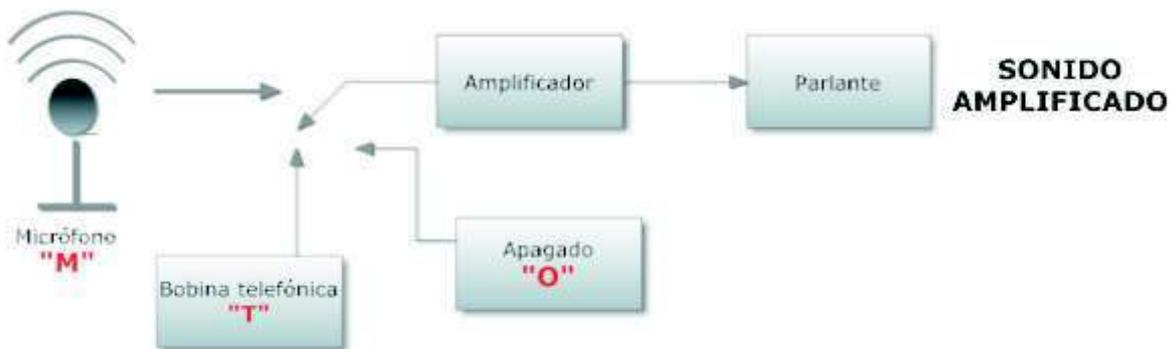 Micrófono
"M"
Bobina telefónica
"T"
Apagado
"O"
Amplificador
Parlante
SONIDO
AMPLIFICADO